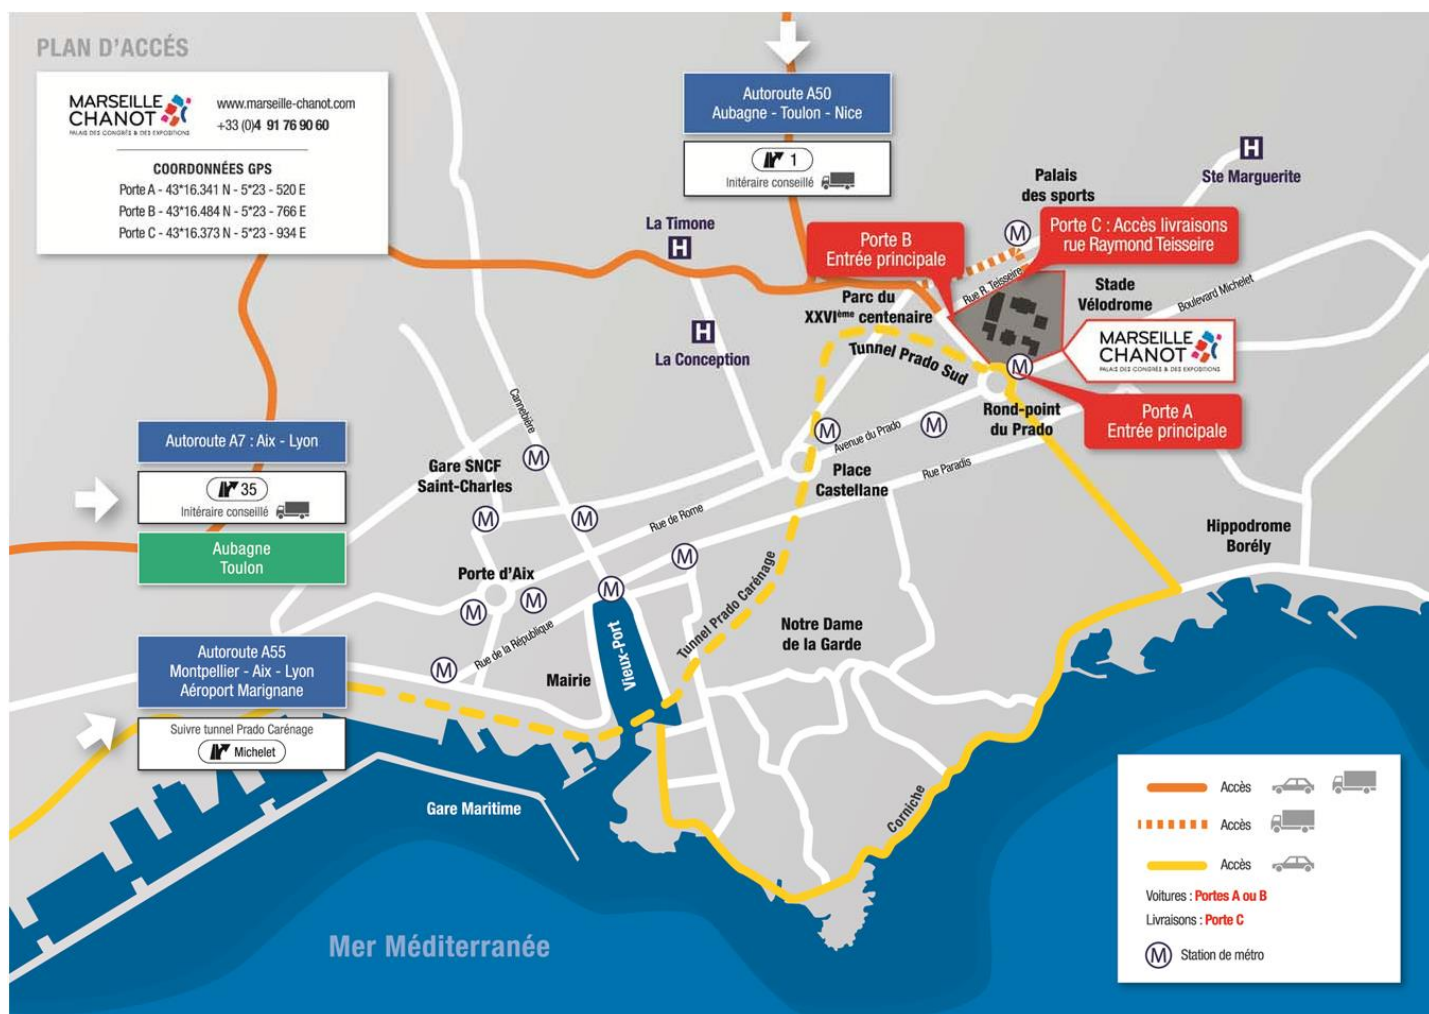 PLAN D'ACCÉS
MARSEILLE
CHANOT
PALAIS DES CONGRÈS & DES EXPOSITIONS
www.marseille-chanot.com
+33 (0)4 91 76 90 60
COORDONNÉES GPS
Porte A - 43*16.341 N - 5*23 - 520 E
Porte B - 43*16.484 N - 5*23 - 766 E
Porte C - 43*16.373 N - 5*23 - 934 E
Autoroute A50
Aubagne - Toulon - Nice
1
Initéraire conseillé
H
Ste Marguerite
Palais
des sports
M
La Timone
H
Porte B
Entrée principale
Porte C : Accès livraisons
rue Raymond Teisseire
Rue R. Teisseire
Stade
Vélodrome
Boulevard Michelet
Parc du
XXVIème centenaire
H
La Conception
Tunnel Prado Sud
MARSEILLE
CHANOT
PALAIS DES CONGRÈS & DES EXPOSITIONS
M
Rond-point
du Prado
Porte A
Entrée principale
Cannebière
Autoroute A7 : Aix - Lyon
35
Initéraire conseillé
Aubagne
Toulon
M
Gare SNCF
Saint-Charles
M
Avenue du Prado
M
Place
Castellane
Rue Paradis
M
M
Rue de Rome
Hippodrome
Borély
M
Porte d'Aix
M
M
M
Tunnel Prado Carénage
Rue de la République
M
Vieux-Port
Mairie
Notre Dame
de la Garde
Autoroute A55
Montpellier - Aix - Lyon
Aéroport Marignane
Suivre tunnel Prado Carénage
Michelet
Gare Maritime
Corniche
Mer Méditerranée
Accès
Accès
Accès
Voitures : Portes A ou B
Livraisons : Porte C
M Station de métro